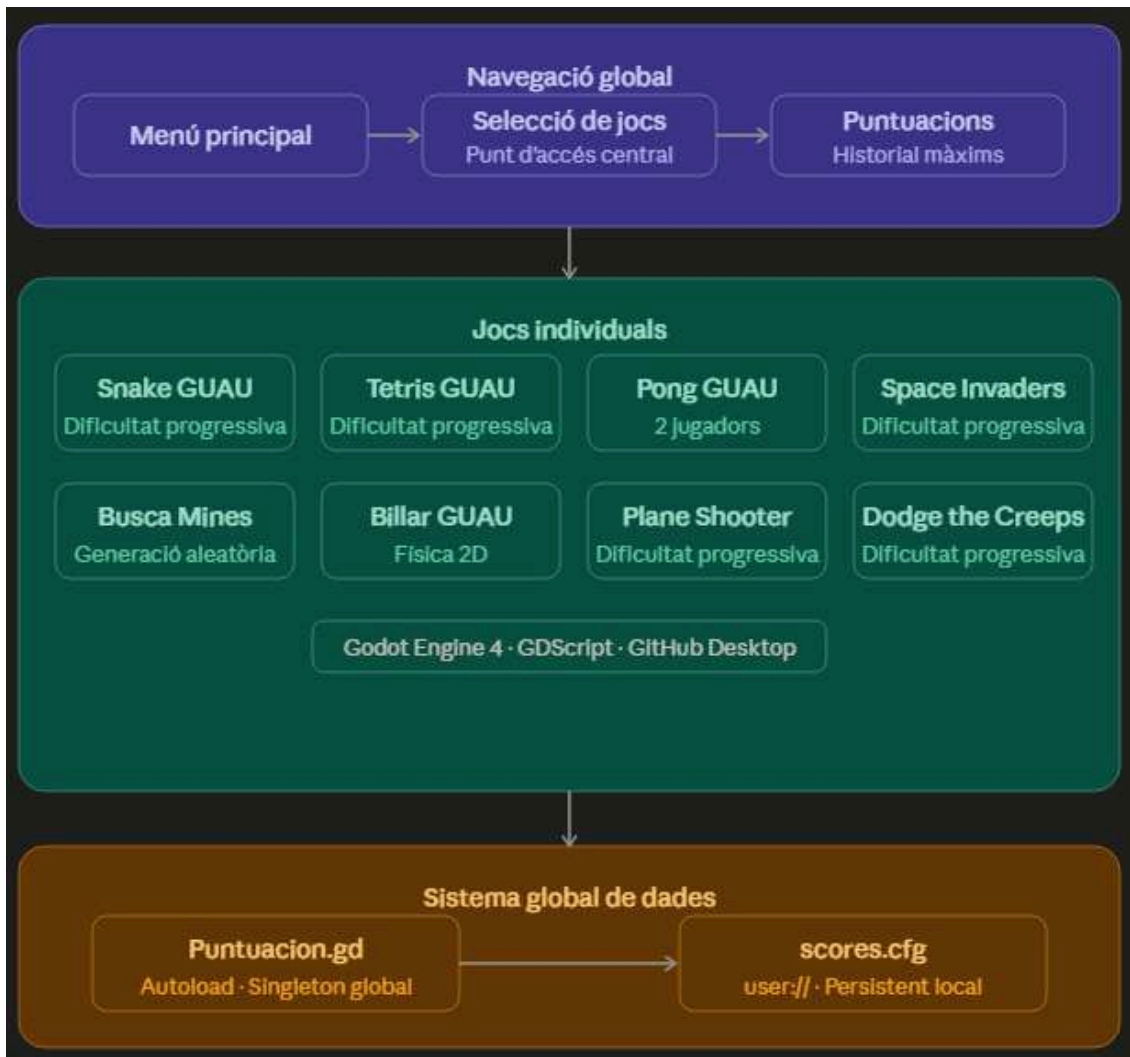 Navegació global
Menú principal
Selecció de jocs
Punt d'accés central
Puntuacions
Historial màxims
Jocs individuals
Snake GUAU
Dificultat progressiva
Tetris GUAU
Dificultat progressiva
Pong GUAU
2 jugadors
Space Invaders
Dificultat progressiva
Busca Mines
Generació aleatòria
Billar GUAU
Física 2D
Plane Shooter
Dificultat progressiva
Dodge the Creeps
Dificultat progressiva
Godot Engine 4 · GDScript · GitHub Desktop
Sistema global de dades
Puntuacion.gd
Autoload · Singleton global
scores.cfg
user:// · Persistent local